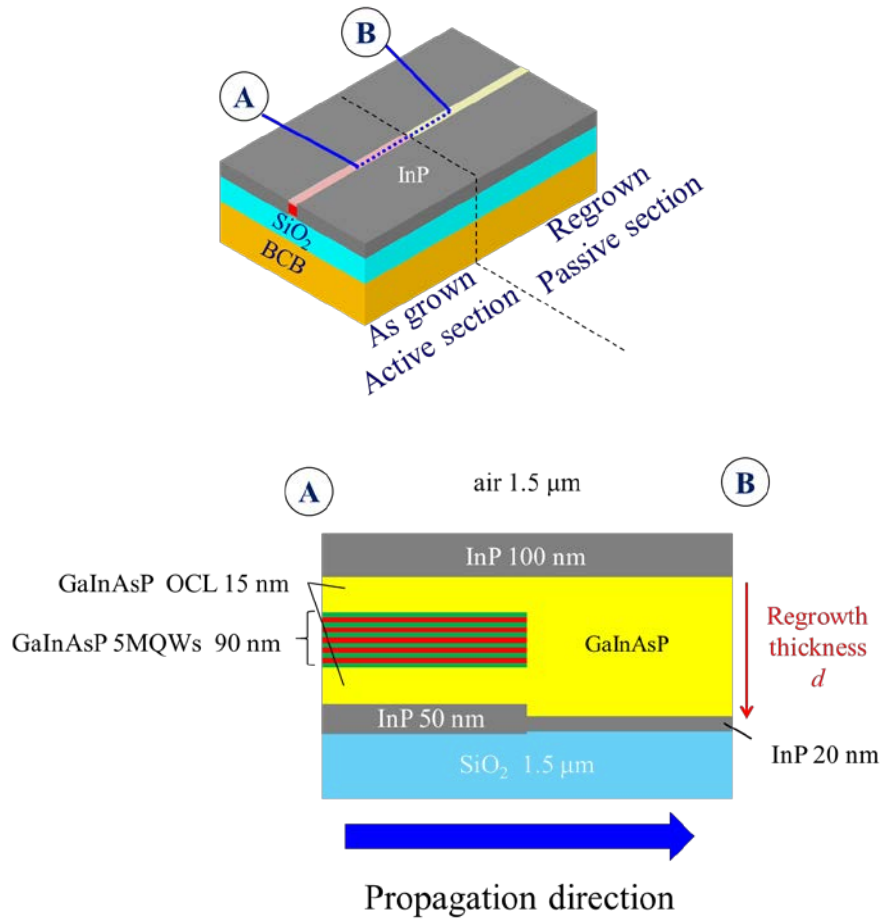 B
A
InP
SiO₂
BCB
As grown
Active section
Regrown
Passive section
A
B
air 1.5 μm
InP 100 nm
GaInAsP OCL 15 nm
GaInAsP 5MQWs 90 nm
GaInAsP
Regrowth
thickness
d
InP 50 nm
InP 20 nm
SiO₂ 1.5 μm
Propagation direction